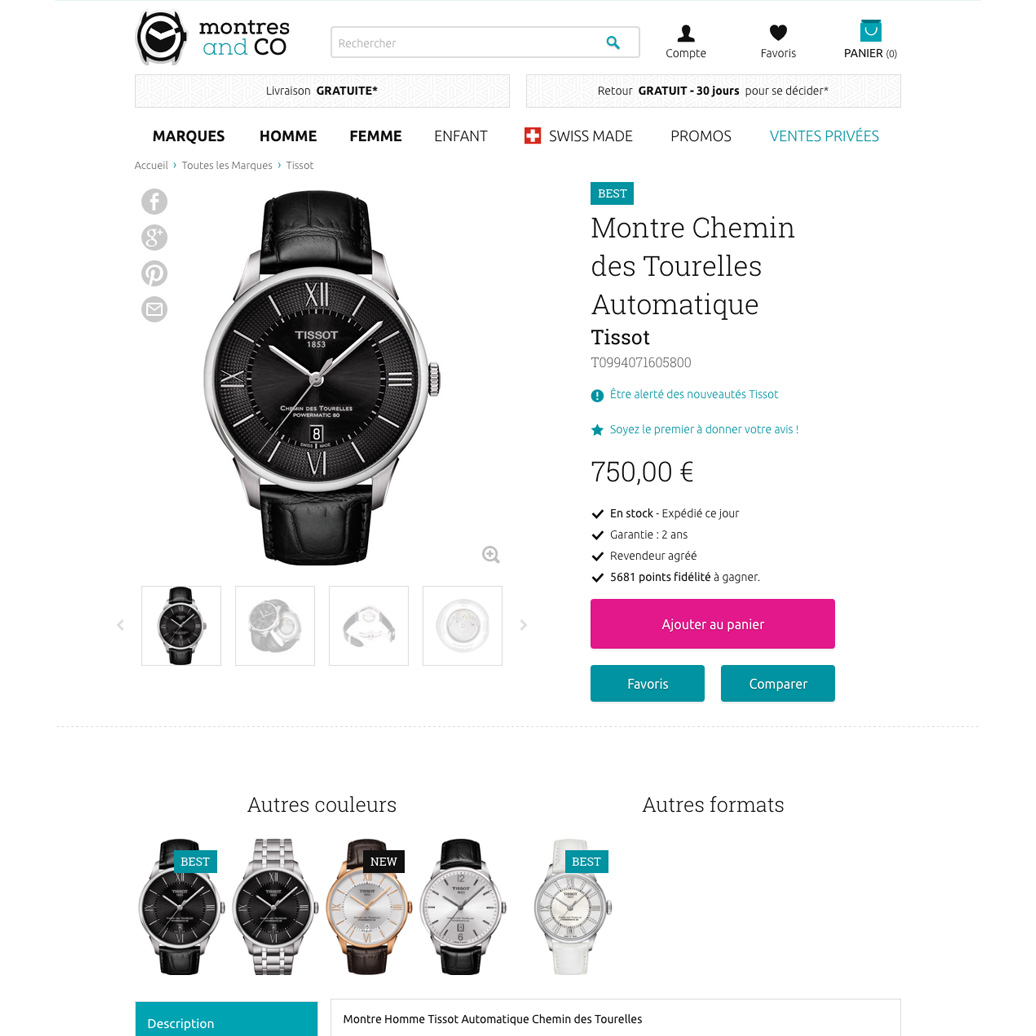 montres
and CO
Rechercher
Compte
Favoris
PANIER (0)
Livraison GRATUITE*
Retour GRATUIT - 30 jours pour se décider*
MARQUES HOMME FEMME ENFANT SWISS MADE PROMOS VENTES PRIVÉES
Accueil › Toutes les Marques › Tissot
XII
TISSOT
1853
CHEMIN DES TOURELLES
POWERMATIC 80
8
SWISS MADE
VI
BEST
Montre Chemin
des Tourelles
Automatique
Tissot
T0994071605800
Être alerté des nouveautés Tissot
Soyez le premier à donner votre avis !
750,00 €
En stock - Expédié ce jour
Garantie : 2 ans
Revendeur agréé
5681 points fidélité à gagner.
Ajouter au panier
Favoris
Comparer
Autres couleurs
Autres formats
BEST
NEW
BEST
Description
Montre Homme Tissot Automatique Chemin des Tourelles